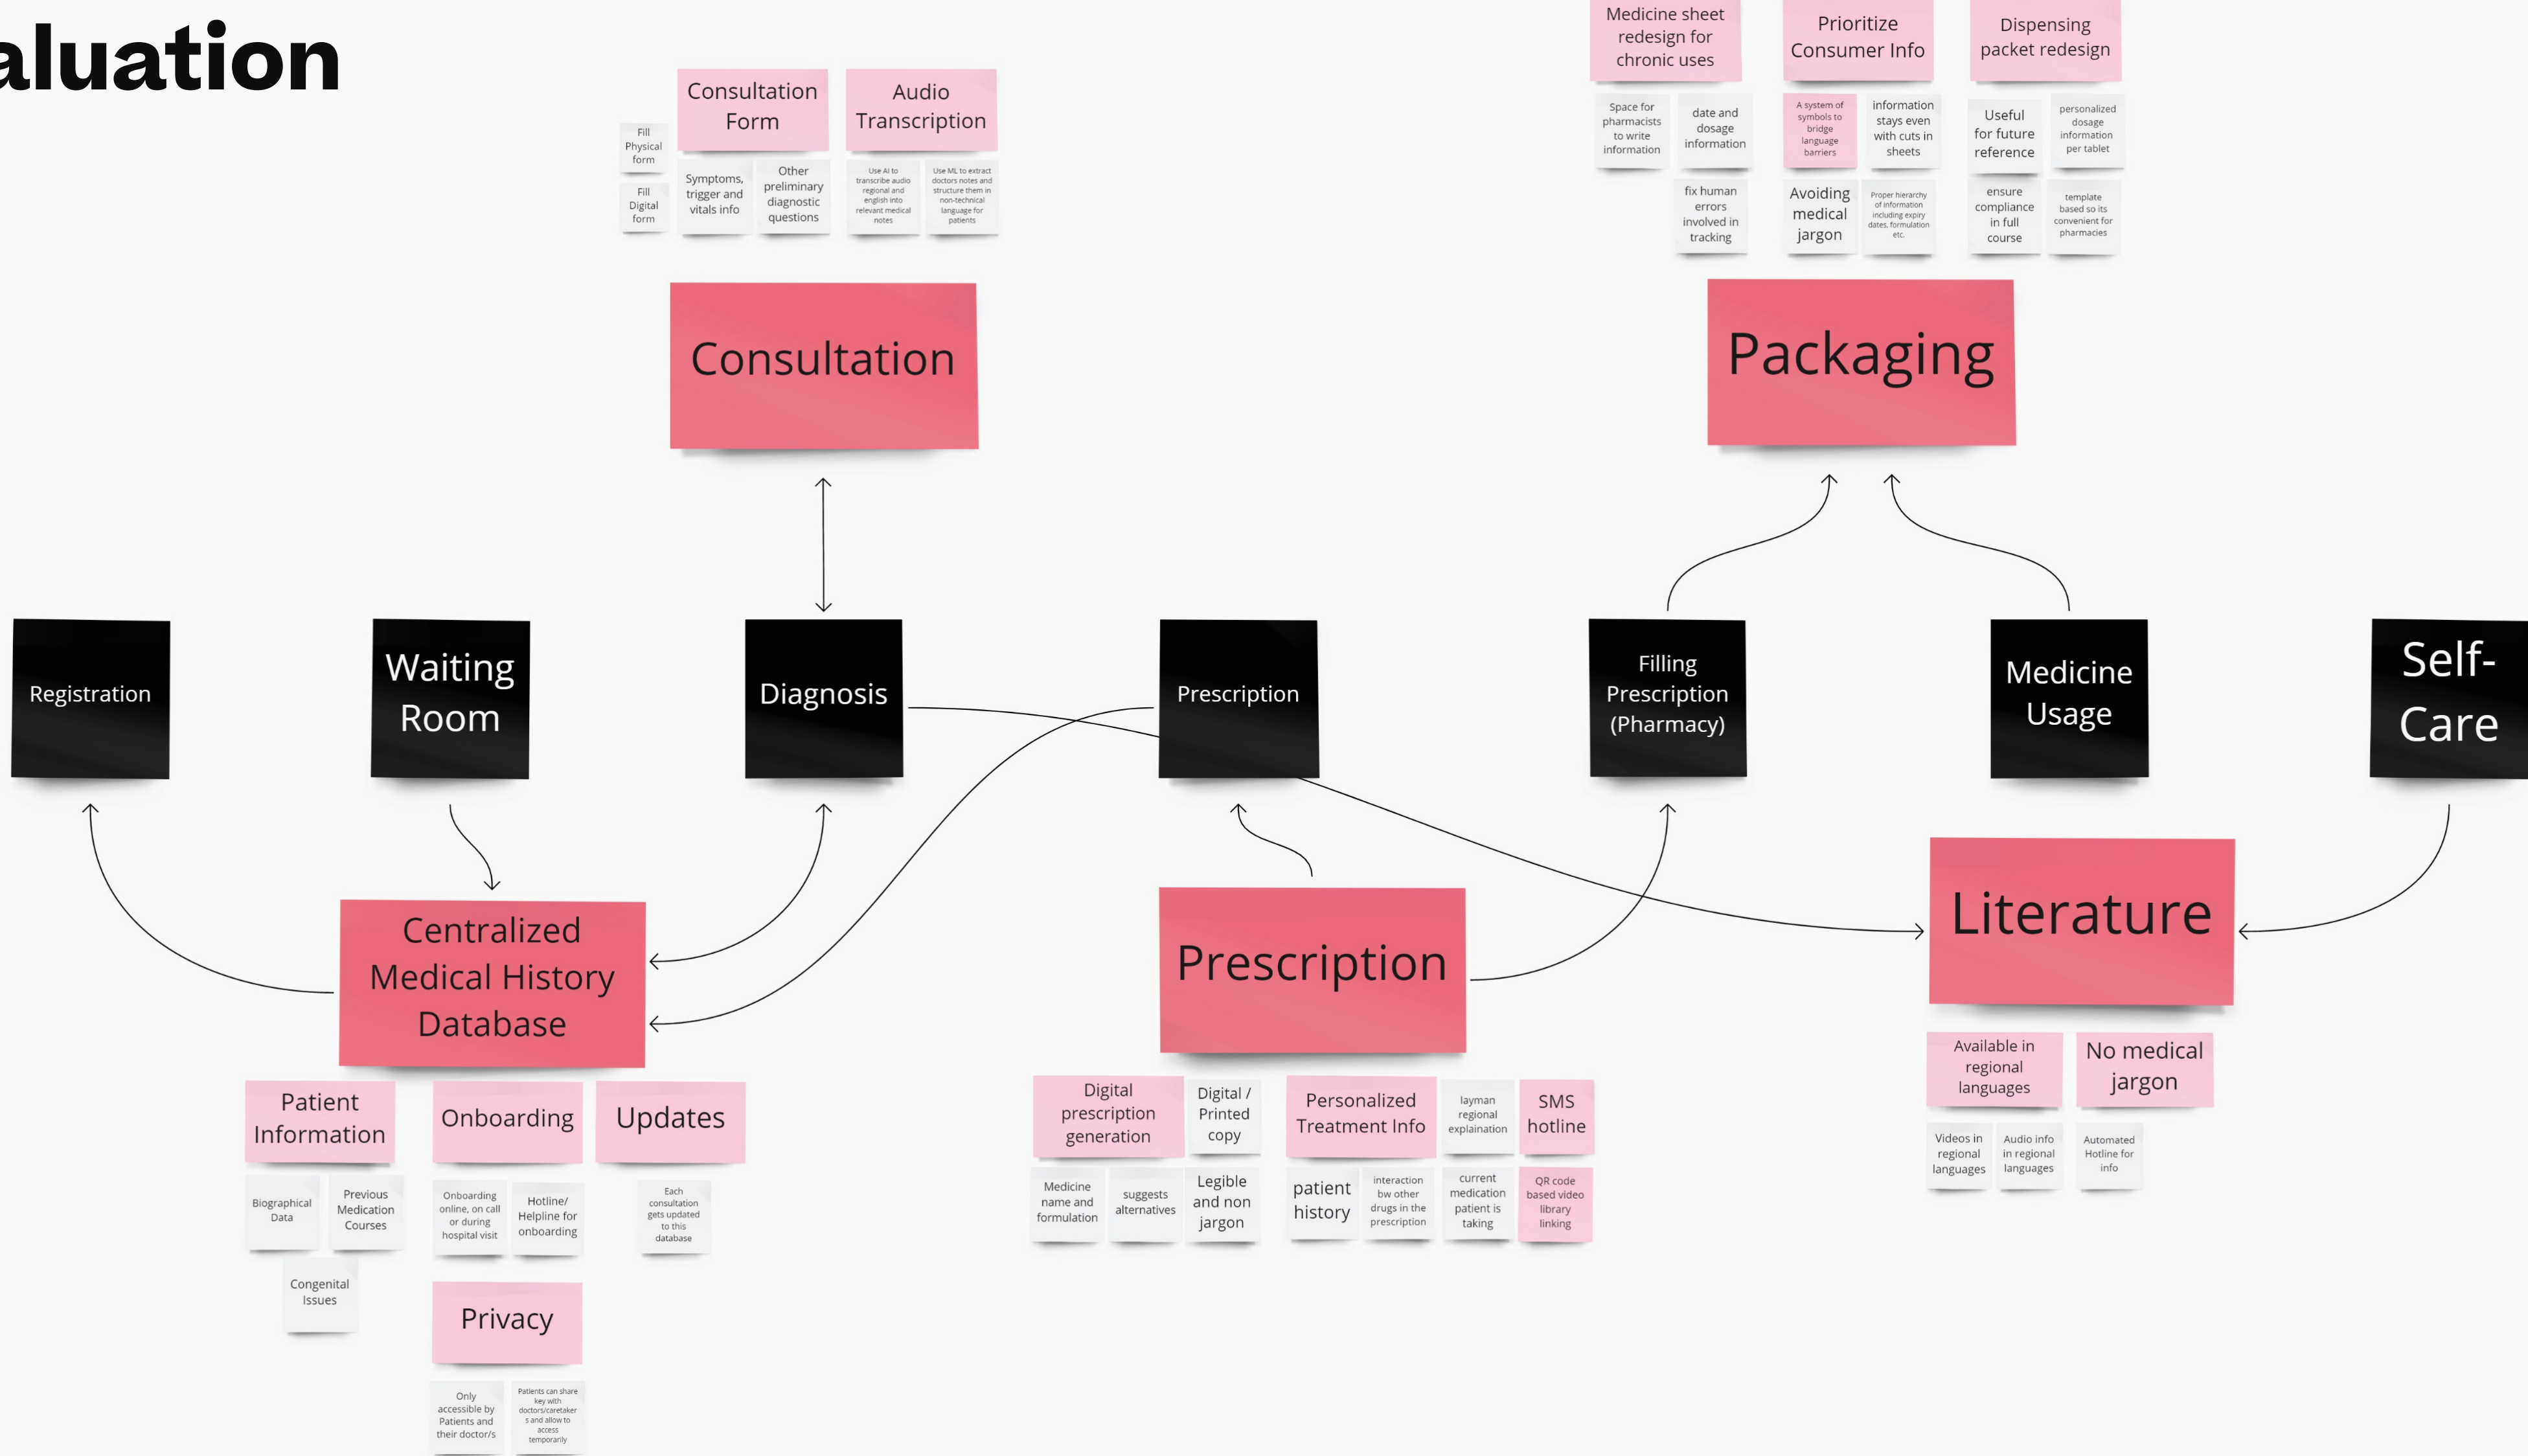 aluation
Consultation
Form
Audio
Transcription
Fill
Physical
form
Fill
Digital
form
Symptoms,
trigger and
vitals info
Other
preliminary
diagnostic
questions
Use AI to
transcribe audio
regional and
english into
relevant medical
notes
Use ML to extract
doctors notes and
structure them in
non-technical
language for
patients
Consultation
Medicine sheet
redesign for
chronic uses
Prioritize
Consumer Info
Dispensing
packet redesign
Space for
pharmacists
to write
information
date and
dosage
information
A system of
symbols to
bridge
language
barriers
information
stays even
with cuts in
sheets
Useful
for future
reference
personalized
dosage
information
per tablet
fix human
errors
involved in
tracking
Avoiding
medical
jargon
Proper hierarchy
of information
including expiry
dates, formulation
etc.
ensure
compliance
in full
course
template
based so its
convenient for
pharmacies
Packaging
Registration
Waiting
Room
Diagnosis
Prescription
Filling
Prescription
(Pharmacy)
Medicine
Usage
Self-
Care
Centralized
Medical History
Database
Patient
Information
Onboarding
Updates
Biographical
Data
Previous
Medication
Courses
Onboarding
online, on call
or during
hospital visit
Hotline/
Helpline for
onboarding
Each
consultation
gets updated
to this
database
Congenital
Issues
Privacy
Only
accessible by
Patients and
their doctor/s
Patients can share
key with
doctors/caretaker
s and allow to
access
temporarily
Prescription
Digital
prescription
generation
Digital /
Printed
copy
Personalized
Treatment Info
layman
regional
explaination
SMS
hotline
Medicine
name and
formulation
suggests
alternatives
Legible
and non
jargon
patient
history
interaction
bw other
drugs in the
prescription
current
medication
patient is
taking
QR code
based video
library
linking
Literature
Available in
regional
languages
No medical
jargon
Videos in
regional
languages
Audio info
in regional
languages
Automated
Hotline for
info